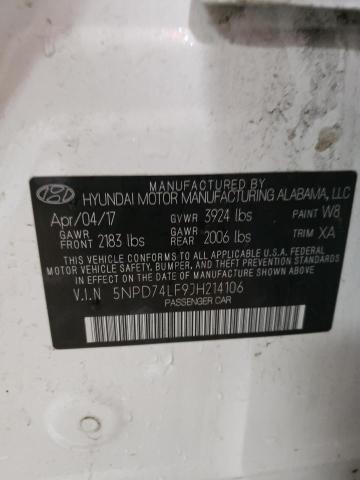 MANUFACTURED BY
HYUNDAI MOTOR MANUFACTURING ALABAMA, LLC
Apr/04/17 GVWR 3924 lbs PAINT W8
GAWR FRONT 2183 lbs GAWR REAR 2006 lbs TRIM XA
THIS VEHICLE CONFORMS TO ALL APPLICABLE U.S.A. FEDERAL
MOTOR VEHICLE SAFETY, BUMPER, AND THEFT PREVENTION STANDARDS
IN EFFECT ON THE DATE OF MANUFACTURE SHOWN ABOVE.
V.I.N 5NPD74LF9JH214106
PASSENGER CAR